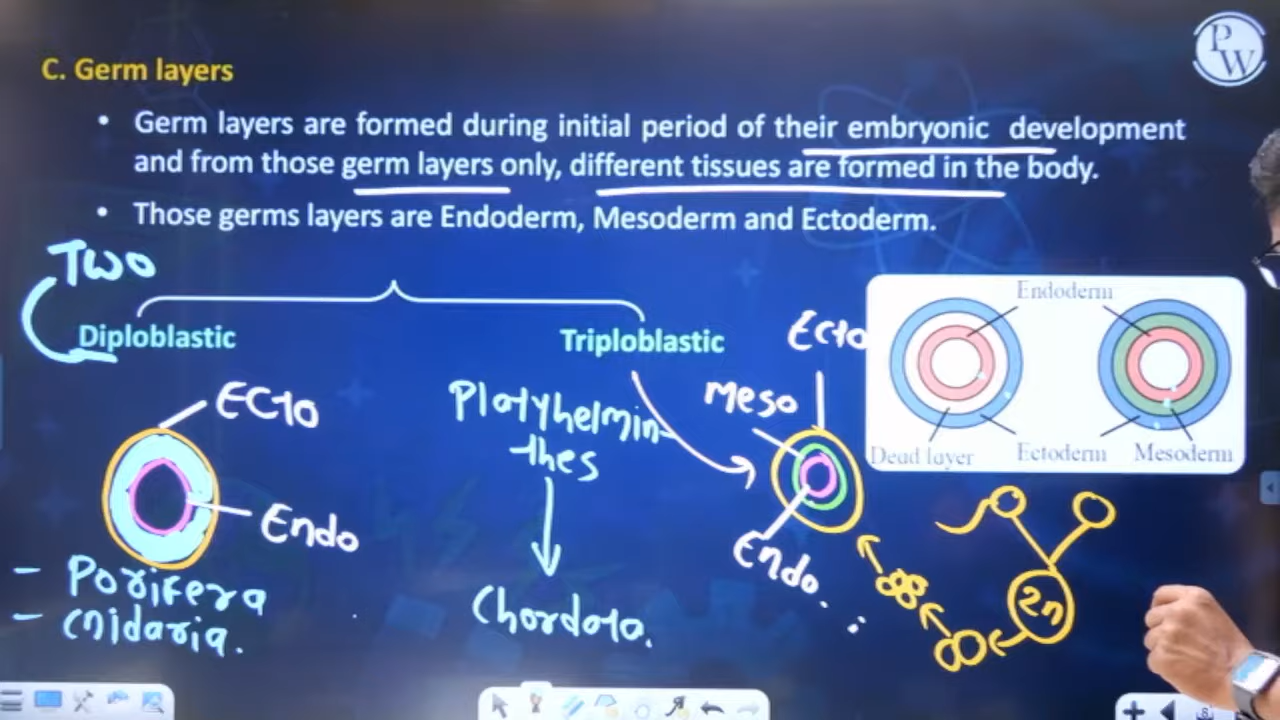 PW
C. Germ layers
• Germ layers are formed during initial period of their embryonic development
and from those germ layers only, different tissues are formed in the body.
• Those germs layers are Endoderm, Mesoderm and Ectoderm.
Two
Diploblastic
Triploblastic
Ecto
Endo
- Porifera
- Cnidaria.
Platyhelmin-
thes
Chordata.
Ecto
Meso
Endo.
Endoderm
Dead layer
Ectoderm
Mesoderm
2n
8